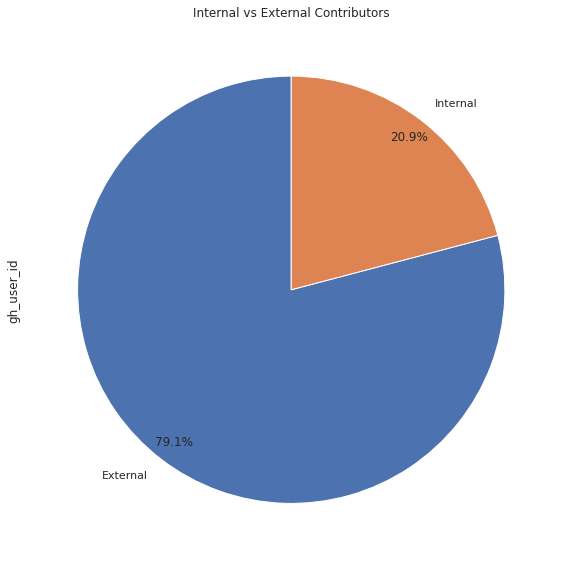 Internal vs External Contributors
Internal
20.9%
gh_user_id
79.1%
External